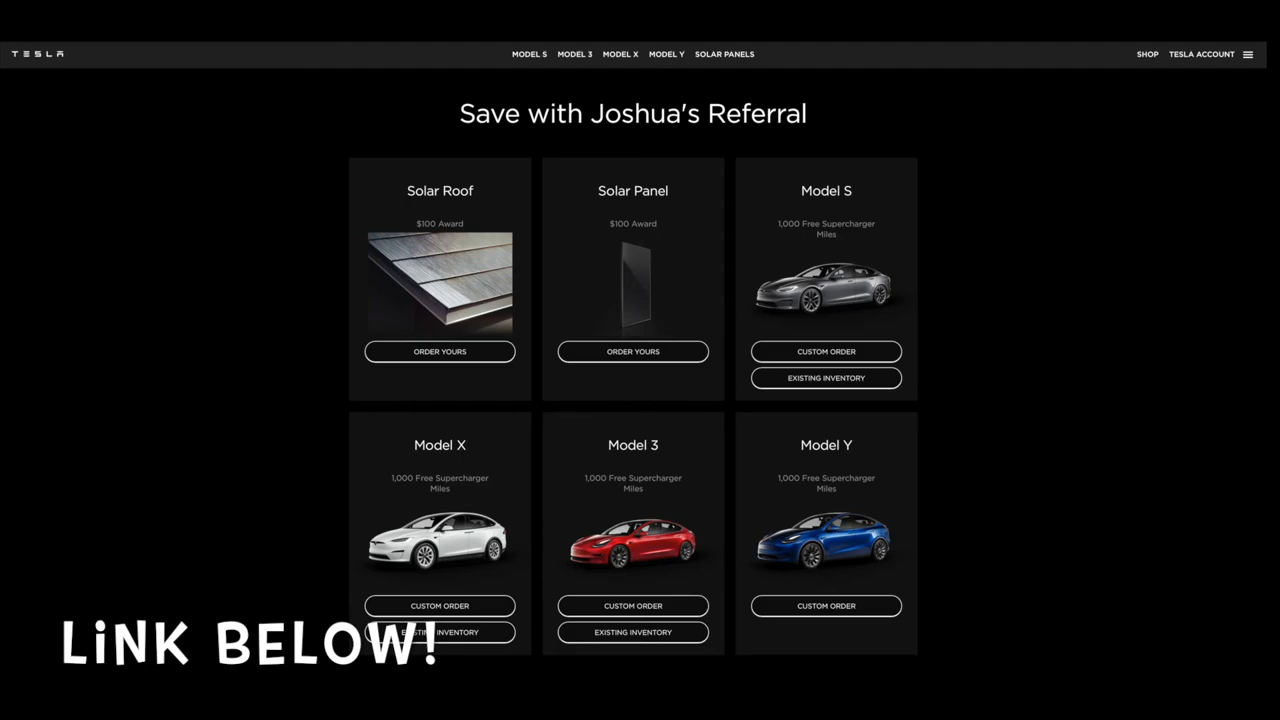 TESLA
MODEL S MODEL 3 MODEL X MODEL Y SOLAR PANELS
SHOP TESLA ACCOUNT
Save with Joshua's Referral
Solar Roof
$100 Award
ORDER YOURS
Solar Panel
$100 Award
ORDER YOURS
Model S
1,000 Free Supercharger
Miles
CUSTOM ORDER
EXISTING INVENTORY
Model X
1,000 Free Supercharger
Miles
CUSTOM ORDER
EXISTING INVENTORY
Model 3
1,000 Free Supercharger
Miles
CUSTOM ORDER
EXISTING INVENTORY
Model Y
1,000 Free Supercharger
Miles
CUSTOM ORDER
LiNK BELOW!